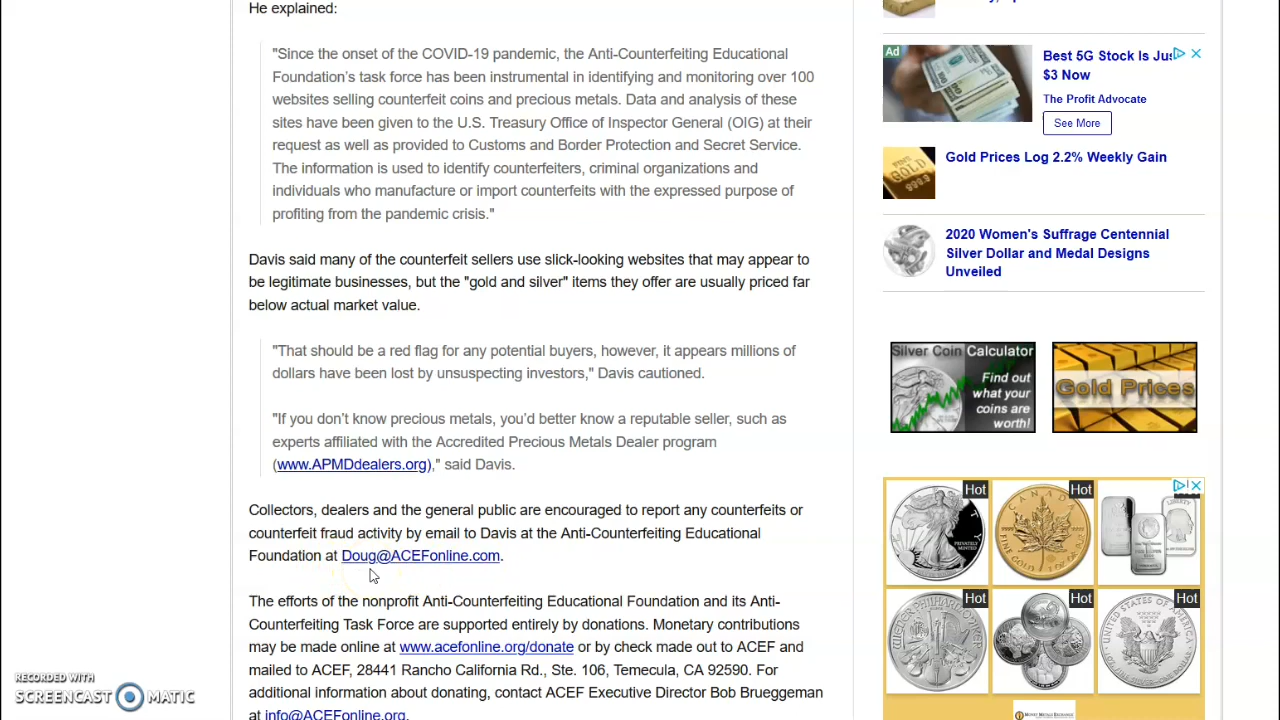 He explained:
"Since the onset of the COVID-19 pandemic, the Anti-Counterfeiting Educational
Foundation's task force has been instrumental in identifying and monitoring over 100
websites selling counterfeit coins and precious metals. Data and analysis of these
sites have been given to the U.S. Treasury Office of Inspector General (OIG) at their
request as well as provided to Customs and Border Protection and Secret Service.
The information is used to identify counterfeiters, criminal organizations and
individuals who manufacture or import counterfeits with the expressed purpose of
profiting from the pandemic crisis."
Davis said many of the counterfeit sellers use slick-looking websites that may appear to
be legitimate businesses, but the "gold and silver" items they offer are usually priced far
below actual market value.
"That should be a red flag for any potential buyers, however, it appears millions of
dollars have been lost by unsuspecting investors," Davis cautioned.
"If you don't know precious metals, you'd better know a reputable seller, such as
experts affiliated with the Accredited Precious Metals Dealer program
(www.APMDdealers.org)," said Davis.
Collectors, dealers and the general public are encouraged to report any counterfeits or
counterfeit fraud activity by email to Davis at the Anti-Counterfeiting Educational
Foundation at Doug@ACEFonline.com.
The efforts of the nonprofit Anti-Counterfeiting Educational Foundation and its Anti-
Counterfeiting Task Force are supported entirely by donations. Monetary contributions
may be made online at www.acefonline.org/donate or by check made out to ACEF and
mailed to ACEF, 28441 Rancho California Rd., Ste. 106, Temecula, CA 92590. For
additional information about donating, contact ACEF Executive Director Bob Brueggeman
at info@ACEFonline.org.
Ad
Best 5G Stock Is Jus
$3 Now
The Profit Advocate
See More
FINE
GOLD
999.9
Gold Prices Log 2.2% Weekly Gain
2020 Women's Suffrage Centennial
Silver Dollar and Medal Designs
Unveiled
Silver Coin Calculator
Find out
what your
coins are
worth!
Gold Prices
Hot
PRIVATELY
MINTED
Hot
CANADA
Hot
Hot
Hot
UNITED STATES
MONEY METALS EXCHANGE
RECORDED WITH
SCREENCAST MATIC